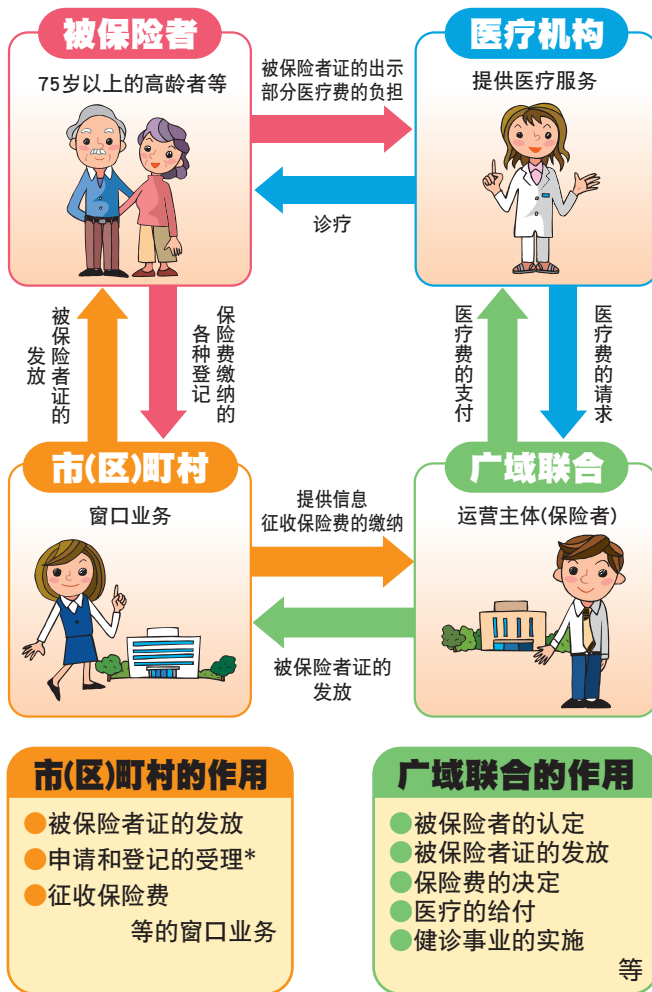 被保险者
75岁以上的高龄者等
被保险者证的出示
部分医疗费的负担
诊疗
医疗机构
提供医疗服务
被保险者证的
发放
保险费缴纳的
各种登记
医疗费的支付
医疗费的请求
市(区)町村
窗口业务
提供信息
征收保险费的缴纳
被保险者证的
发放
广域联合
运营主体(保险者)
市(区)町村的作用
●被保险者证的发放
●申请和登记的受理*
●征收保险费
等的窗口业务
广域联合的作用
●被保险者的认定
●被保险者证的发放
●保险费的决定
●医疗的给付
●健诊事业的实施
等